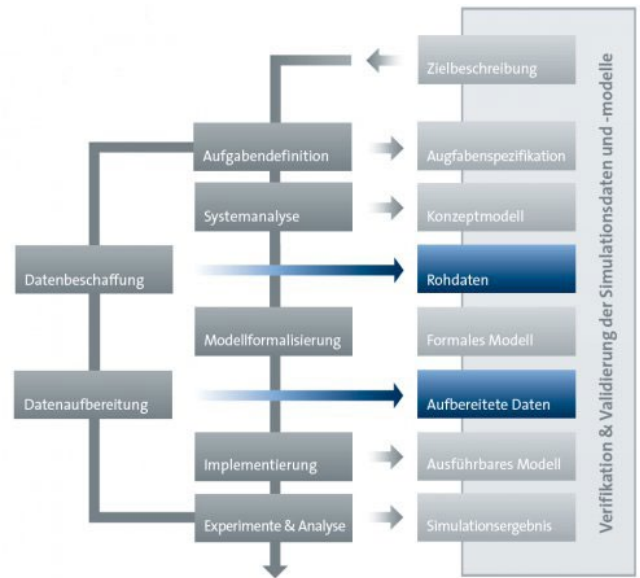 Zielbeschreibung
Aufgabendefinition
Augfabenspezifikation
Systemanalyse
Konzeptmodell
Datenbeschaffung
Rohdaten
Modellformalisierung
Formales Modell
Datenaufbereitung
Aufbereitete Daten
Implementierung
Ausführbares Modell
Experimente & Analyse
Simulationsergebnis
Verifikation & Validierung der Simulationsdaten und -modelle